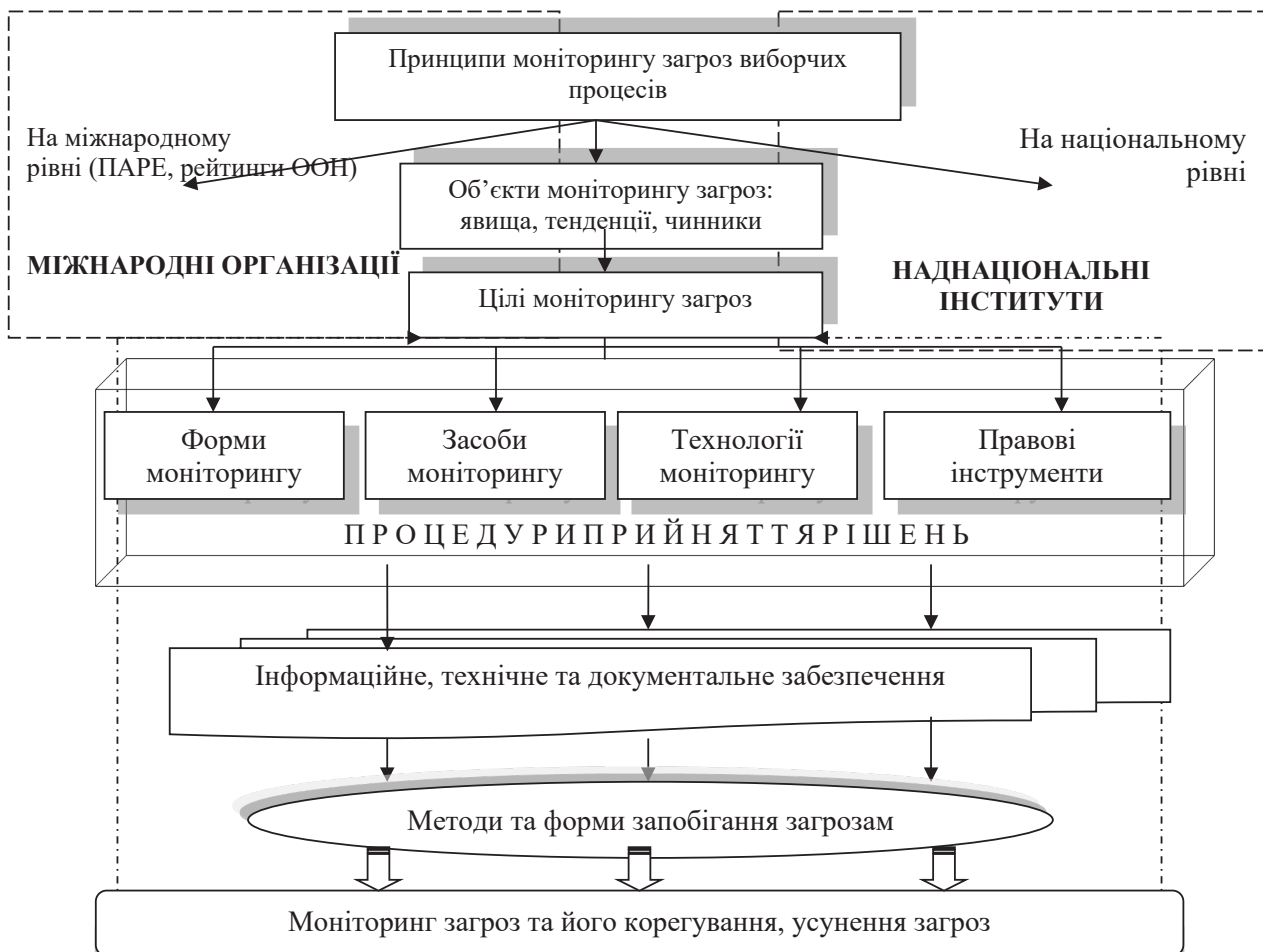 Принципи моніторингу загроз виборчих
процесів
На міжнародному
рівні (ПАРЕ, рейтинги ООН)
На національному
рівні
Об’єкти моніторингу загроз:
явища, тенденції, чинники
МІЖНАРОДНІ ОРГАНІЗАЦІЇ
НАДНАЦІОНАЛЬНІ
ІНСТИТУТИ
Цілі моніторингу загроз
Форми
моніторингу
Засоби
моніторингу
Технології
моніторингу
Правові
інструменти
П Р О Ц Е Д У Р И П Р И Й Н Я Т Т Я Р І Ш Е Н Ь
Інформаційне, технічне та документальне забезпечення
Методи та форми запобігання загрозам
Моніторинг загроз та його корегування, усунення загроз